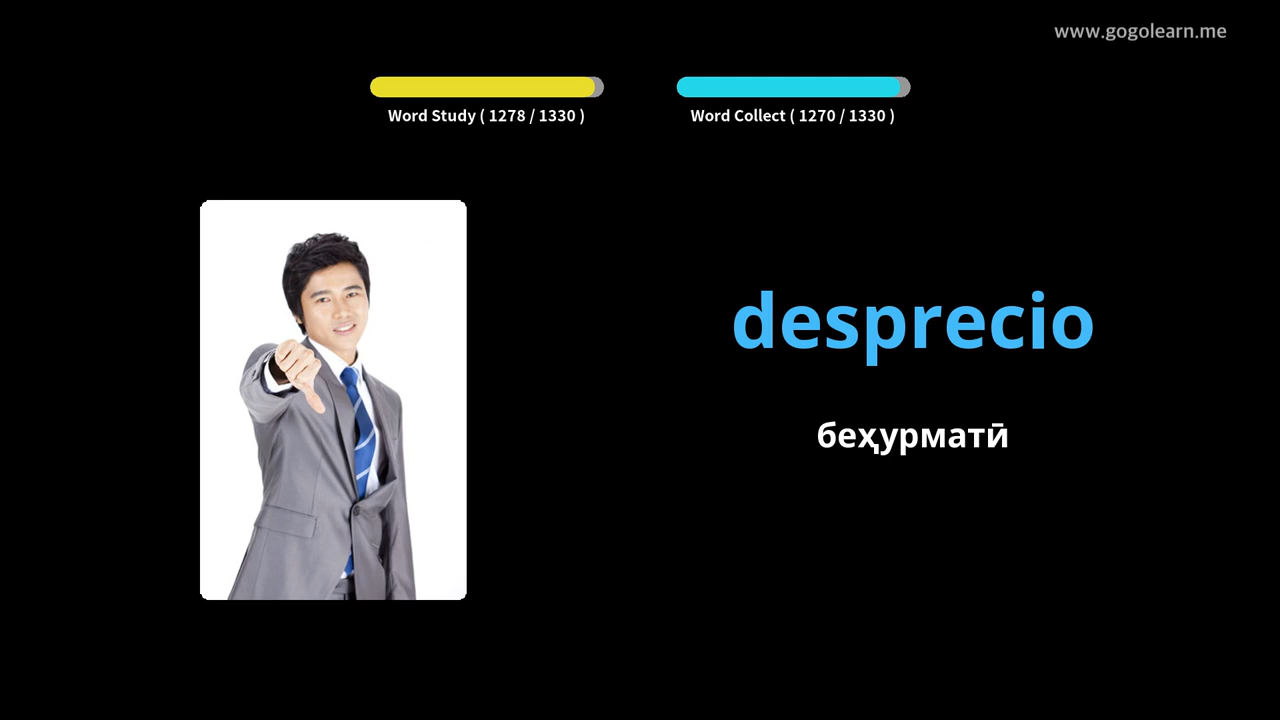 www.gogolearn.me
Word Study ( 1278 / 1330 )
Word Collect ( 1270 / 1330 )
desprecio
беҳурматӣ